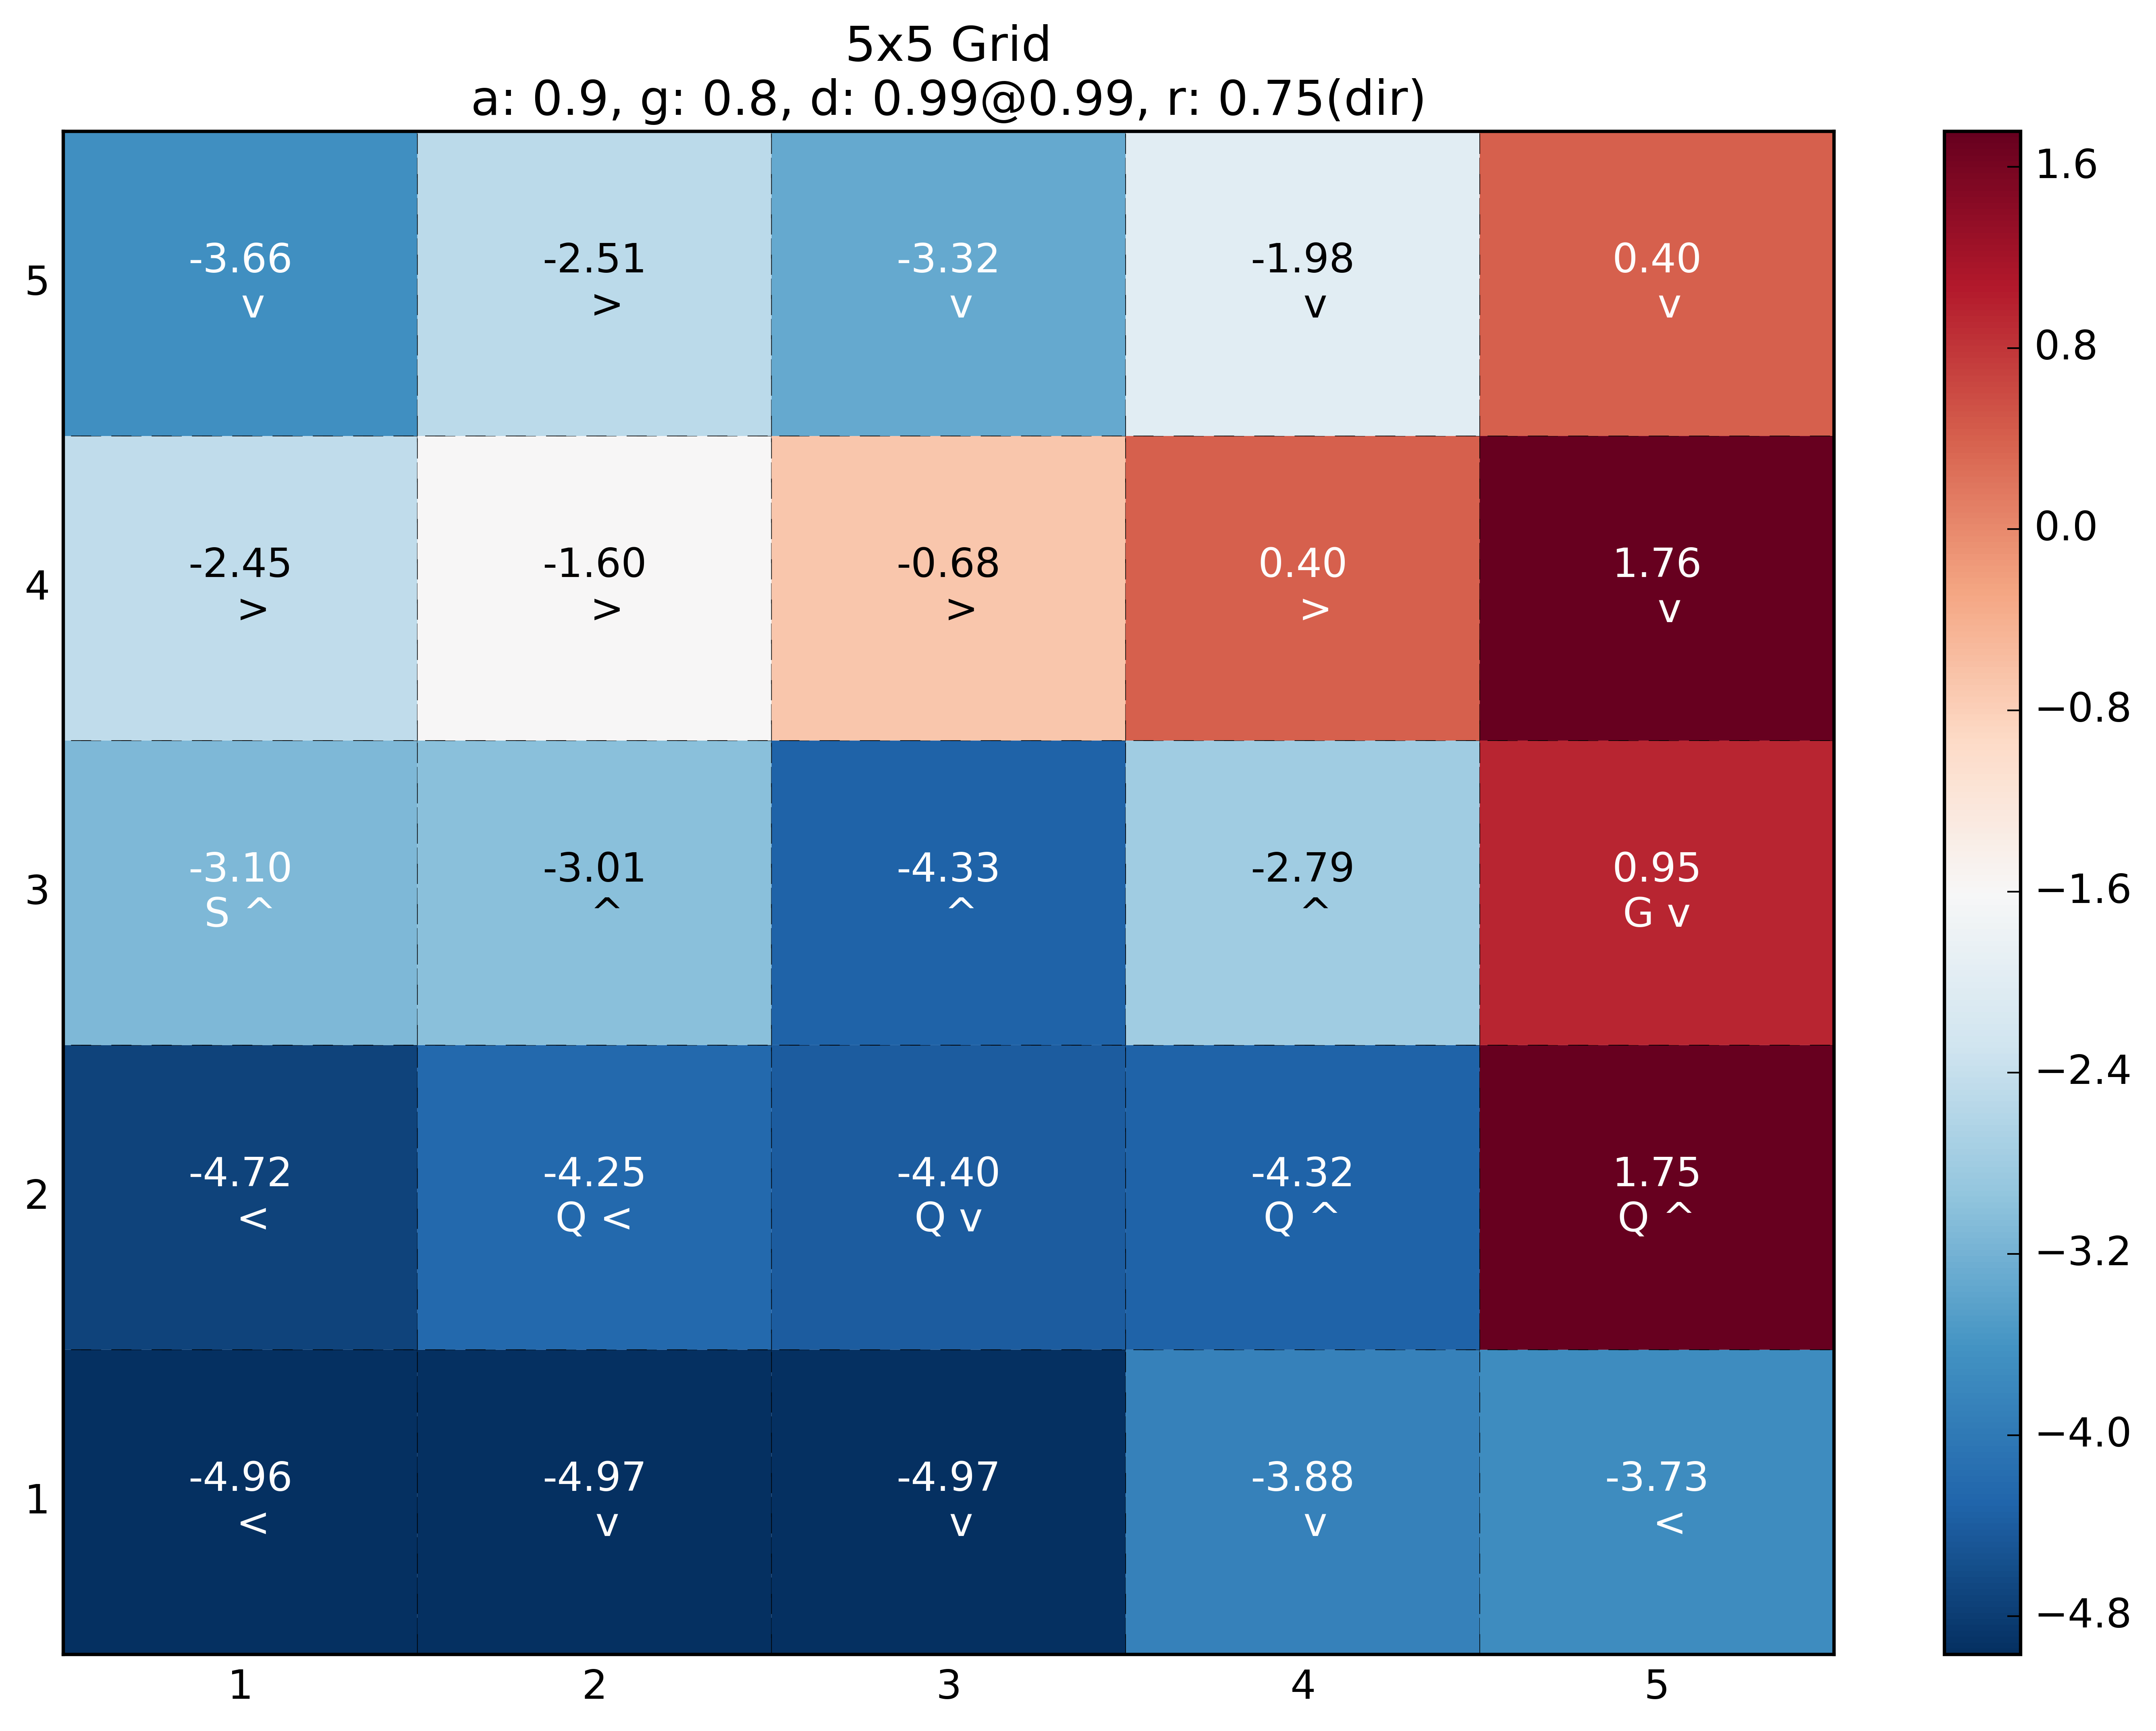 5x5 Grid
a: 0.9, g: 0.8, d: 0.99@0.99, r: 0.75(dir)
5
-3.66
v
-2.51
>
-3.32
v
-1.98
v
0.40
v
4
-2.45
>
-1.60
>
-0.68
>
0.40
>
1.76
v
3
-3.10
S ^
-3.01
^
-4.33
^
-2.79
^
0.95
G v
2
-4.72
<
-4.25
Q <
-4.40
Q v
-4.32
Q ^
1.75
Q ^
1
-4.96
<
-4.97
v
-4.97
v
-3.88
v
-3.73
<
1 2 3 4 5
1.6
0.8
0.0
−0.8
−1.6
−2.4
−3.2
−4.0
−4.8